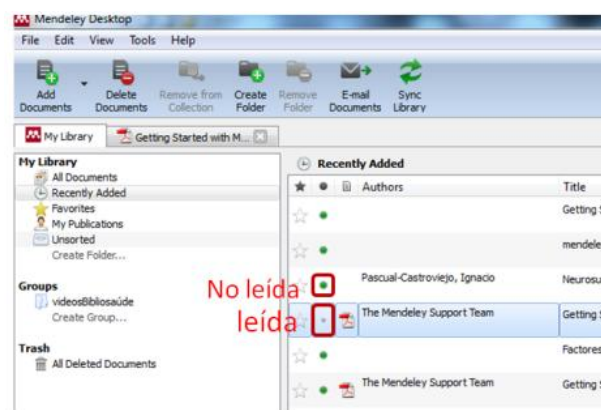 Mendeley Desktop
File Edit View Tools Help
Add Documents
Delete Documents
Remove from Collection
Create Folder
Remove Folder
E-mail Documents
Sync Library
My Library
Getting Started with M...
My Library
All Documents
Recently Added
Favorites
My Publications
Unsorted
Create Folder...
Groups
videosBibliosaúde
Create Group...
Trash
All Deleted Documents
Recently Added
Authors Title
Getting
mendele
Pascual-Castroviejo, Ignacio Neurosu
No leída
The Mendeley Support Team Getting
leída
Factores
The Mendeley Support Team Getting